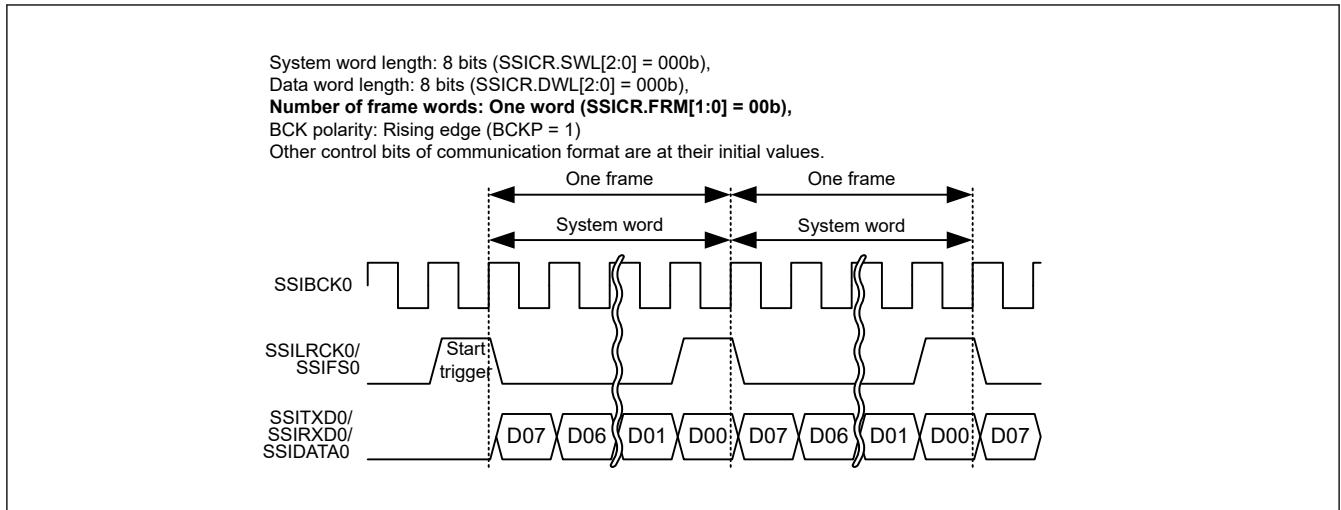 System word length: 8 bits (SSICR.SWL[2:0] = 000b),
Data word length: 8 bits (SSICR.DWL[2:0] = 000b),
Number of frame words: One word (SSICR.FRM[1:0] = 00b),
BCK polarity: Rising edge (BCKP = 1)
Other control bits of communication format are at their initial values.
One frame One frame
System word System word
SSIBCK0
SSILRCK0/
SSIFS0
Start
trigger
SSITXD0/
SSIRXD0/
SSIDATA0
D07 D06 D01 D00 D07 D06 D01 D00 D07